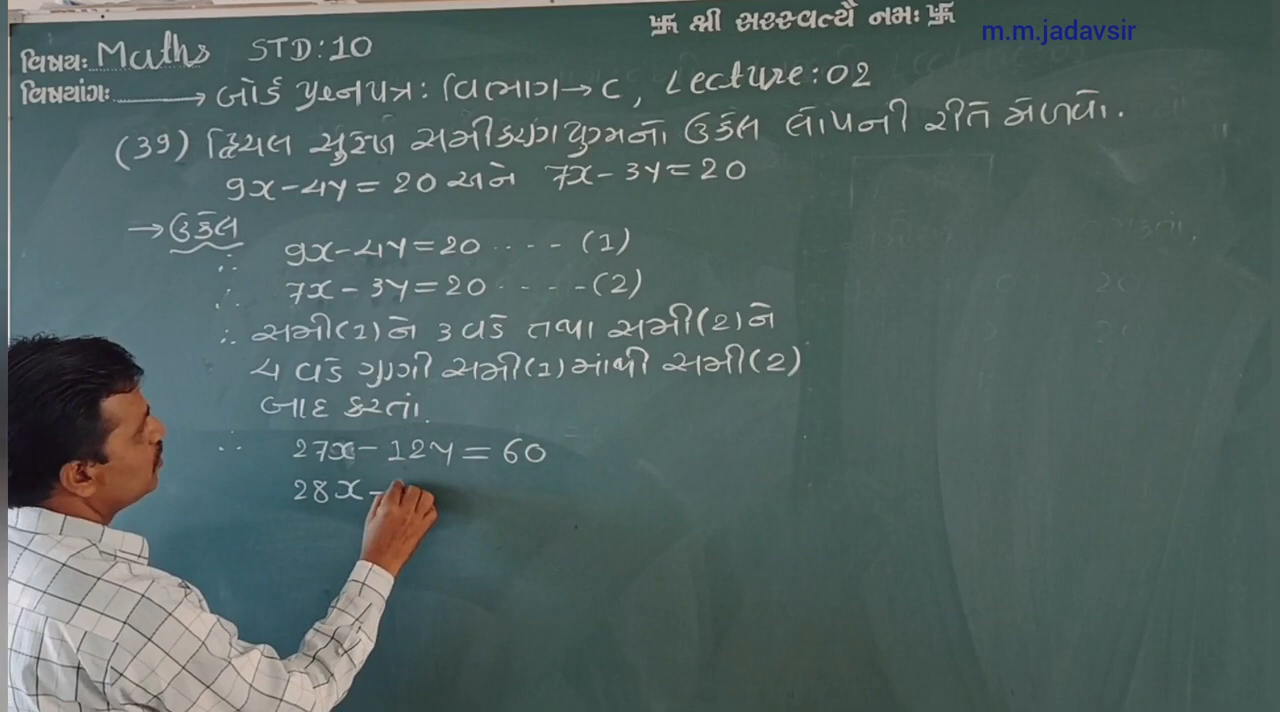 卐 શ્રી સરસ્વત્યૈ નમઃ 卐
m.m.jadavsir
વિષયઃ Maths STD:10
વિષયાંગઃ → બોર્ડ પ્રશ્નપત્ર : વિભાગ → C, Lecture:02
(39) દ્વિચલ સુરેખ સમીકરણયુગ્મનો ઉકેલ લોપની રીતે મેળવો.
9x-4y=20 અને 7x-3y=20
→ ઉકેલ
∴ 9x-4y=20 ---- (1)
∴ 7x-3y=20 -----(2)
∴ સમી(1)ને 3 વડે તથા સમી(2)ને
4 વડે ગુણી સમી(1)માંથી સમી(2)
બાદ કરતાં.
∴ 27x-12y=60
28x-